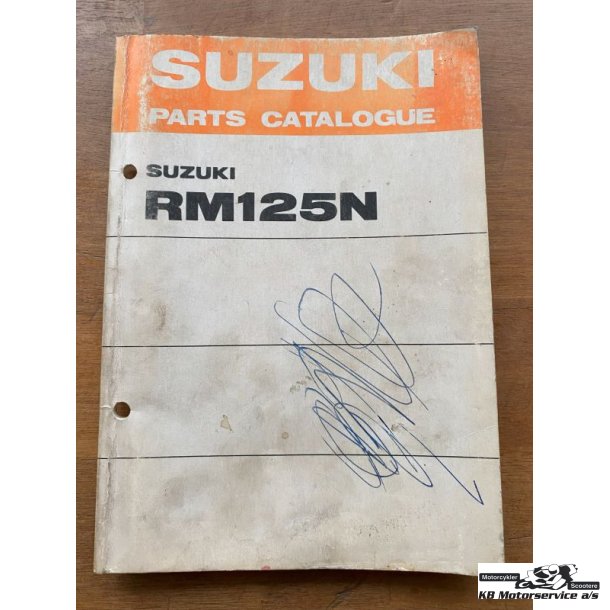 SUZUKI
PARTS CATALOGUE
SUZUKI
RM125N
Motorcykler
Scootere
KB Motorservice a/s